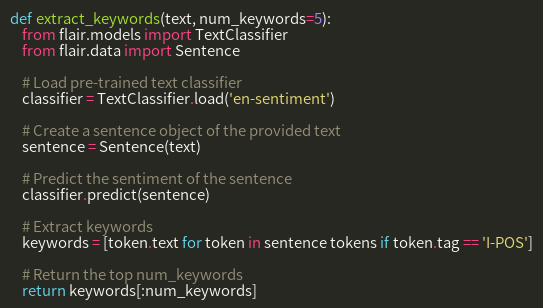 def extract_keywords(text, num_keywords=5):
from flair.models import TextClassifier
from flair.data import Sentence
# Load pre-trained text classifier
classifier = TextClassifier.load('en-sentiment')
# Create a sentence object of the provided text
sentence = Sentence(text)
# Predict the sentiment of the sentence
classifier.predict(sentence)
# Extract keywords
keywords = [token.text for token in sentence tokens if token.tag == 'I-POS']
# Return the top num_keywords
return keywords[:num_keywords]